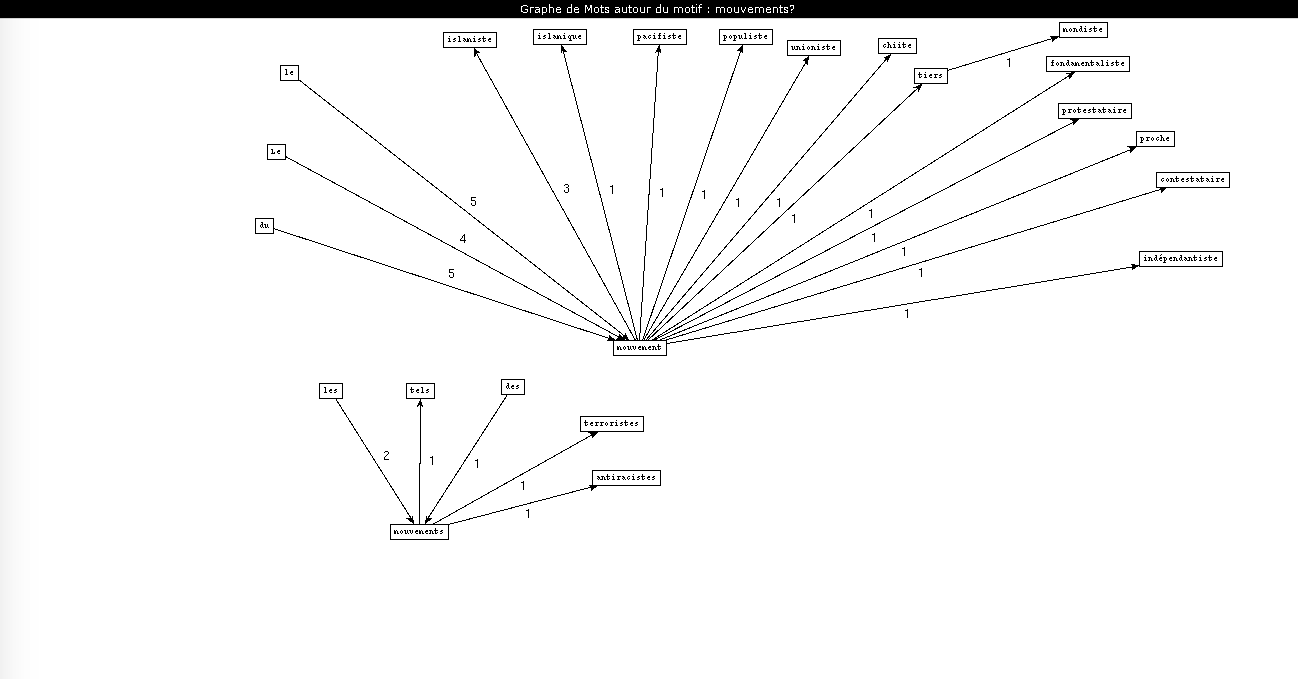 Graphe de Mots autour du motif : mouvements?
islamiste
islamique
pacifiste
populiste
unioniste
chiite
tiers
mondiste
1
fondamentaliste
le
protestataire
proche
Le
contestataire
3
1
1
1
1
1
1
5
1
du
4
1
1
indépendantiste
5
1
1
mouvement
les
tels
des
terroristes
2
1
1
antiracistes
1
1
mouvements